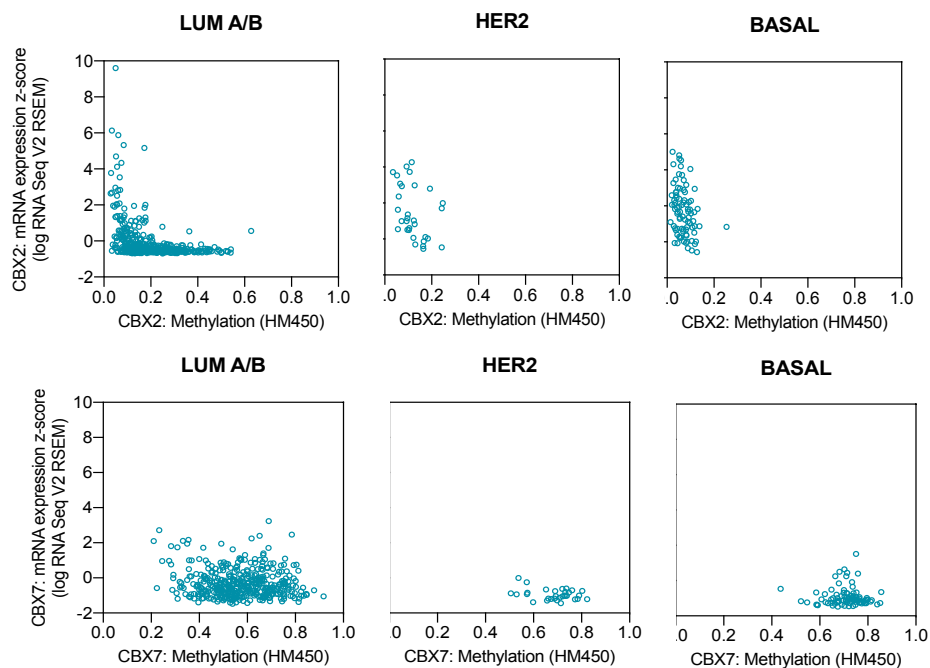 LUM A/B HER2 BASAL
CBX2: mRNA expression z-score
(log RNA Seq V2 RSEM)
10
8
6
4
2
0
-2
0.0 0.2 0.4 0.6 0.8 1.0
.0 0.2 0.4 0.6 0.8 1.0
.0 0.2 0.4 0.6 0.8 1.0
CBX2: Methylation (HM450) CBX2: Methylation (HM450) CBX2: Methylation (HM450)
LUM A/B HER2 BASAL
CBX7: mRNA expression z-score
(log RNA Seq V2 RSEM)
10
8
6
4
2
0
-2
0.0 0.2 0.4 0.6 0.8 1.0
.0 0.2 0.4 0.6 0.8 1.0
.0 0.2 0.4 0.6 0.8 1.0
CBX7: Methylation (HM450) CBX7: Methylation (HM450) CBX7: Methylation (HM450)